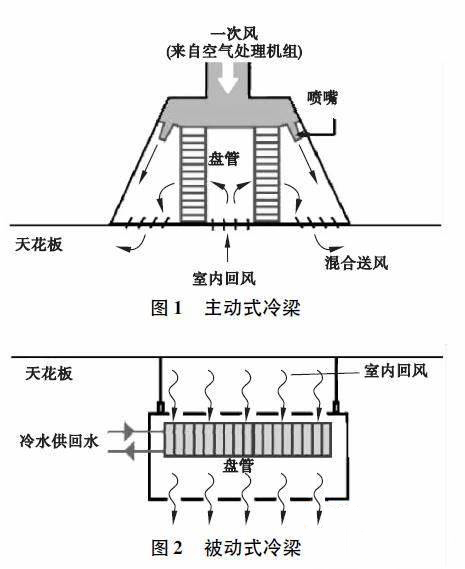 一次风
(来自空气处理机组)
喷嘴
盘管
天花板
混合送风
室内回风
图1 主动式冷梁
天花板
室内回风
冷水供回水
盘管
图2 被动式冷梁